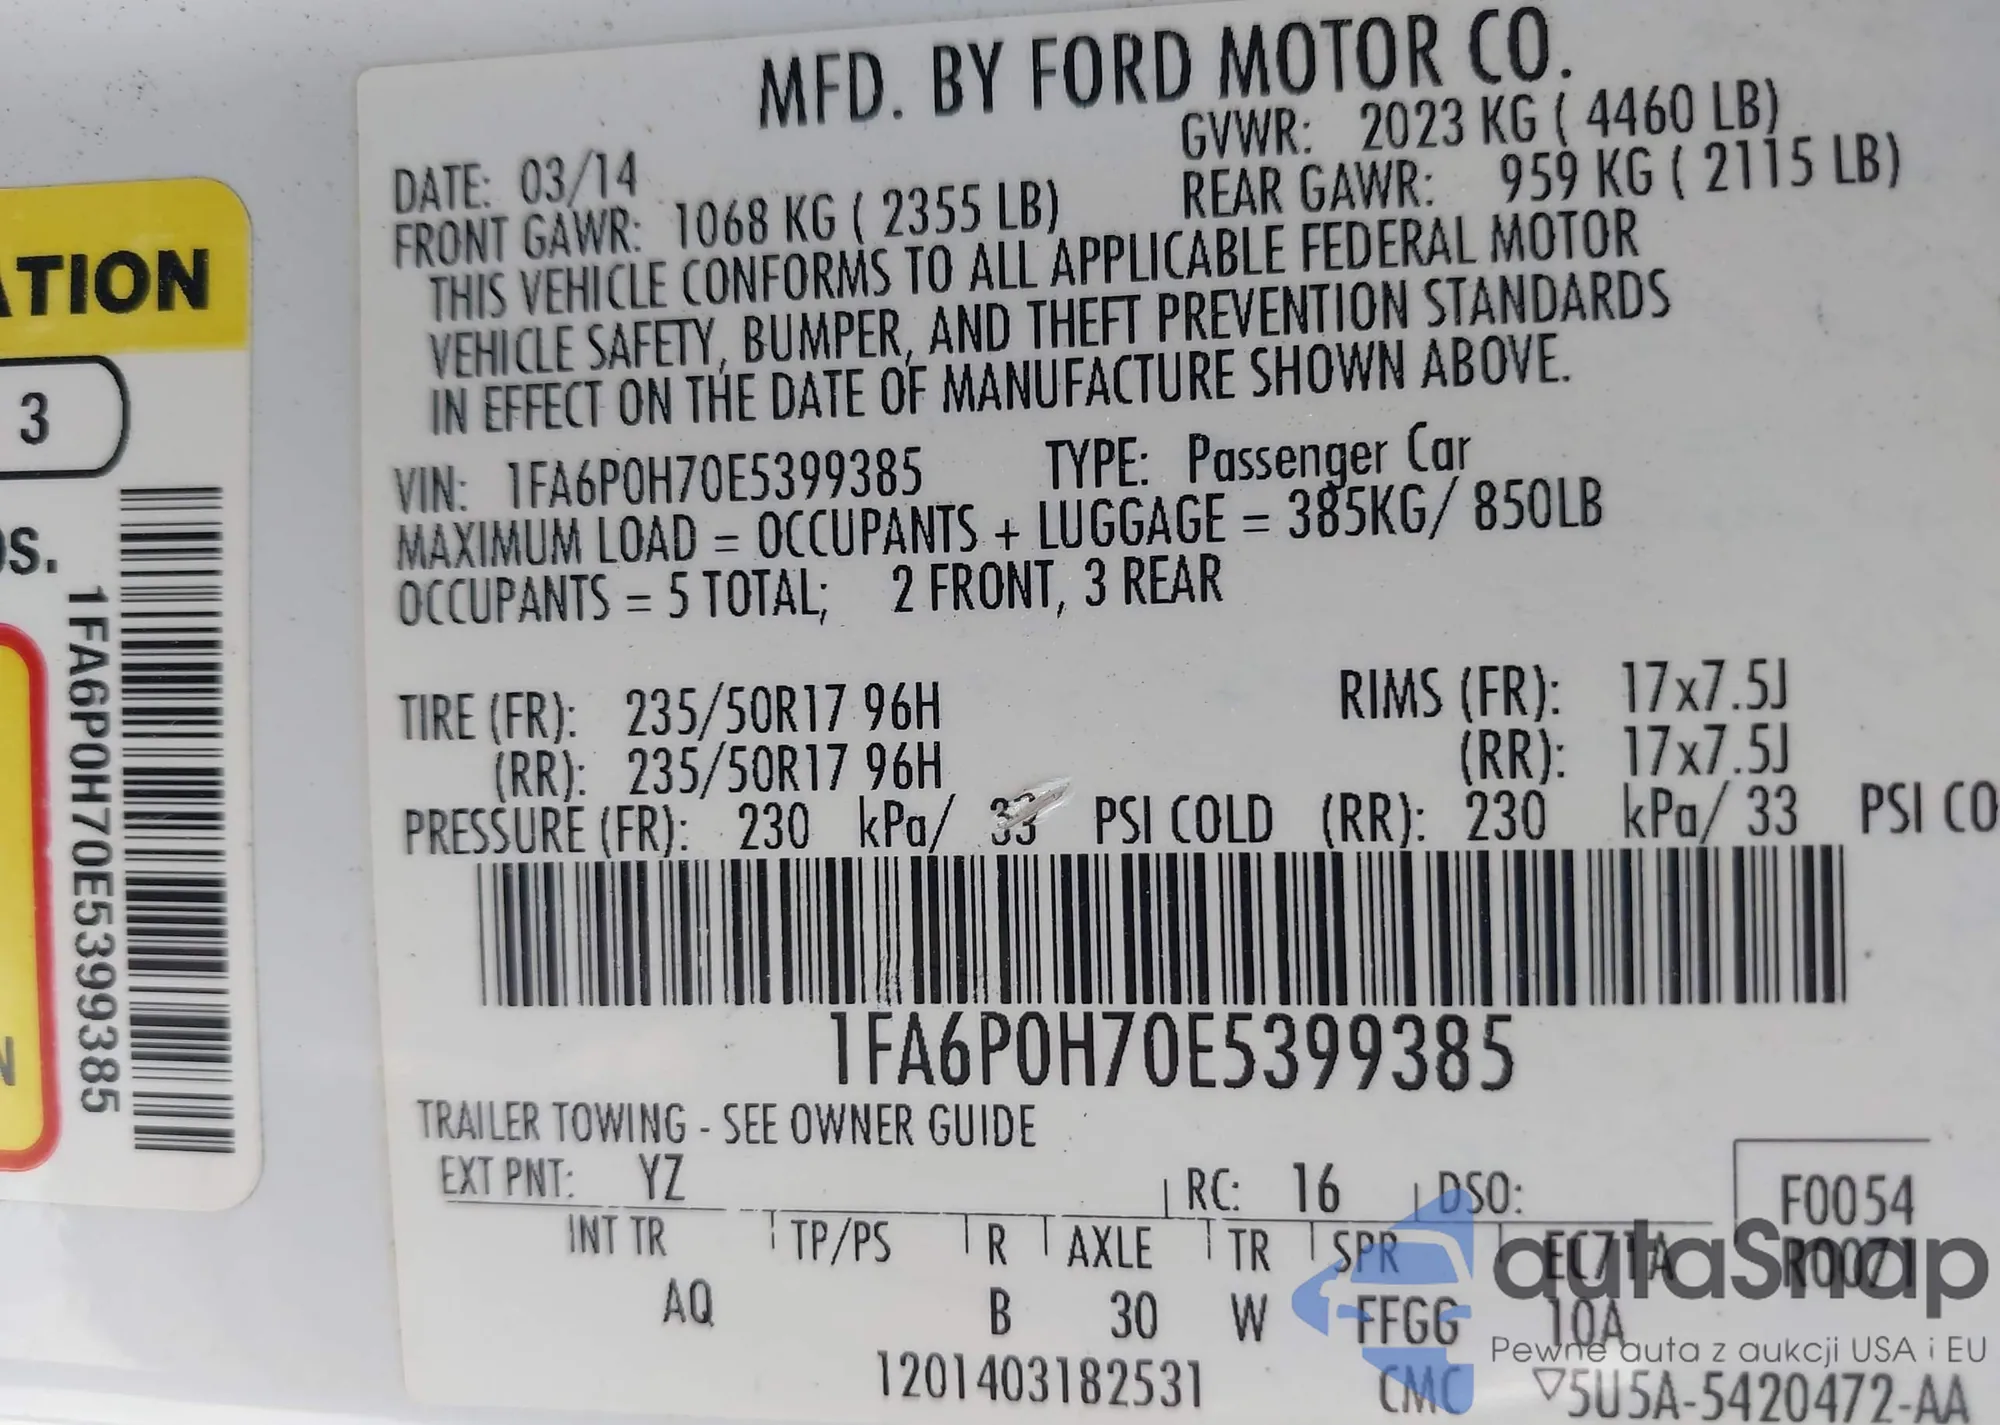 ATION
3
os.
1FA6P0H70E5399385
N
MFD. BY FORD MOTOR CO.
DATE: 03/14 GVWR: 2023 KG ( 4460 LB)
FRONT GAWR: 1068 KG ( 2355 LB) REAR GAWR: 959 KG ( 2115 LB)
THIS VEHICLE CONFORMS TO ALL APPLICABLE FEDERAL MOTOR
VEHICLE SAFETY, BUMPER, AND THEFT PREVENTION STANDARDS
IN EFFECT ON THE DATE OF MANUFACTURE SHOWN ABOVE.
VIN: 1FA6P0H70E5399385 TYPE: Passenger Car
MAXIMUM LOAD = OCCUPANTS + LUGGAGE = 385KG/ 850LB
OCCUPANTS = 5 TOTAL; 2 FRONT, 3 REAR
TIRE (FR): 235/50R17 96H RIMS (FR): 17x7.5J
(RR): 235/50R17 96H (RR): 17x7.5J
PRESSURE (FR): 230 kPa/ 33 PSI COLD (RR): 230 kPa/ 33 PSI CO
1FA6P0H70E5399385
TRAILER TOWING - SEE OWNER GUIDE
EXT PNT: YZ RC: 16 DSO: F0054
INT TR TP/PS R AXLE TR SPR EC71A R0071
AQ B 30 W FFGG 10A
1201403182531 CMC ▽5U5A-5420472-AA
autaSnap
Pewne auta z aukcji USA i EU